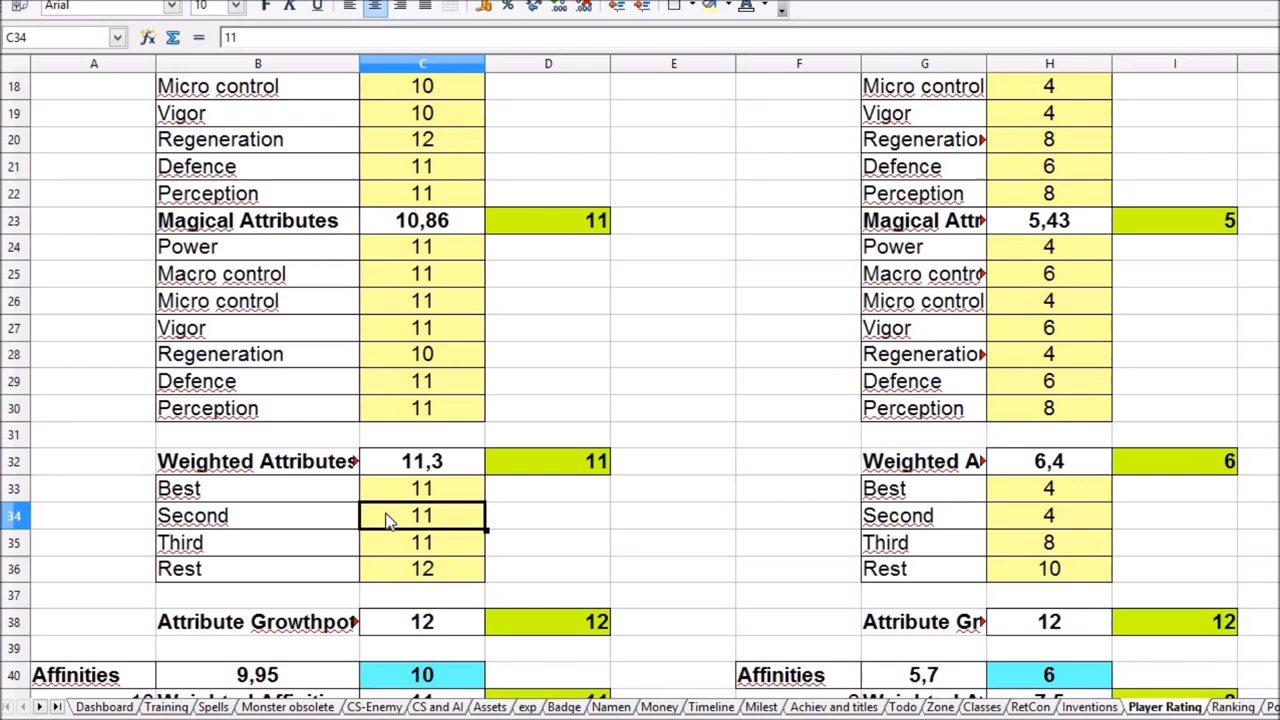 Arial 10 %
C34 = 11
A B C D E F G H I
18 Micro control 10 Micro control 4
19 Vigor 10 Vigor 4
20 Regeneration 12 Regeneratio 8
21 Defence 11 Defence 6
22 Perception 11 Perception 8
23 Magical Attributes 10,86 11 Magical Attr 5,43 5
24 Power 11 Power 4
25 Macro control 11 Macro contro 6
26 Micro control 11 Micro control 4
27 Vigor 11 Vigor 6
28 Regeneration 10 Regeneratio 4
29 Defence 11 Defence 6
30 Perception 11 Perception 8
31
32 Weighted Attributes 11,3 11 Weighted A 6,4 6
33 Best 11 Best 4
34 Second 11 Second 4
35 Third 11 Third 8
36 Rest 12 Rest 10
37
38 Attribute Growthpot 12 12 Attribute Gr 12 12
39
40 Affinities 9,95 10 Affinities 5,7 6
Dashboard Training Spells Monster obsolete CS-Enemy CS and AI Assets exp Badge Namen Money Timeline Milest Achiev and titles Todo Zone Classes RetCon Inventions Player Rating Ranking